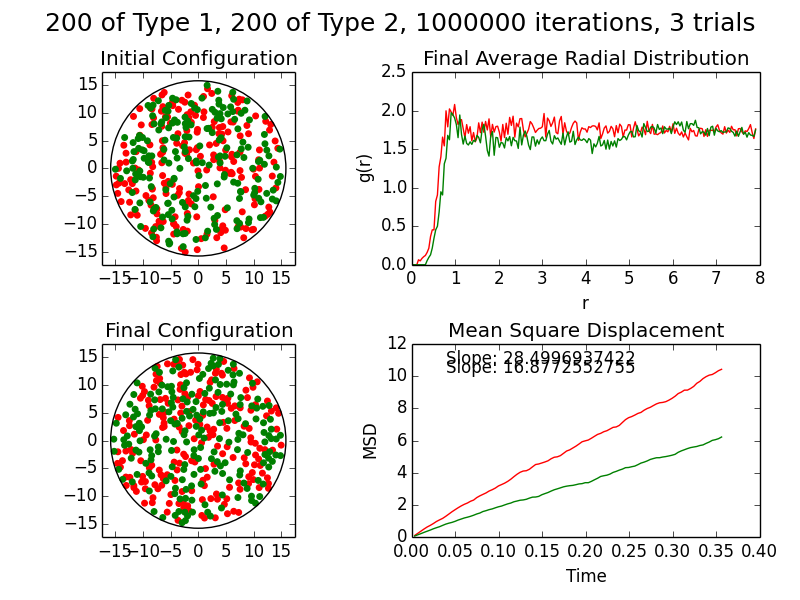 200 of Type 1, 200 of Type 2, 1000000 iterations, 3 trials
Initial Configuration
15
10
5
0
−5
−10
−15
−15−10−5 0 5 10 15
Final Average Radial Distribution
2.5
2.0
1.5
1.0
0.5
0.0
g(r)
0 1 2 3 4 5 6 7 8
r
Final Configuration
15
10
5
0
−5
−10
−15
−15−10−5 0 5 10 15
Mean Square Displacement
12
10
8
6
4
2
0
MSD
Slope: 28.4996937422
Slope: 16.8772552755
0.00 0.05 0.10 0.15 0.20 0.25 0.30 0.35 0.40
Time